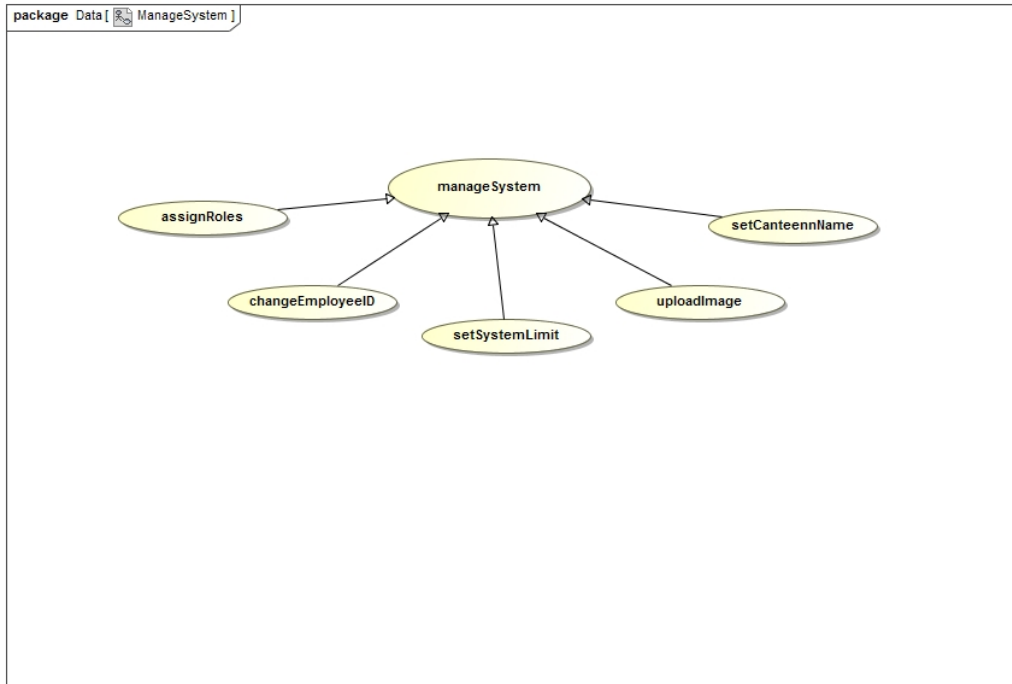 package Data [ ManageSystem ]
manageSystem
assignRoles
setCanteennName
changeEmployeeID
uploadImage
setSystemLimit